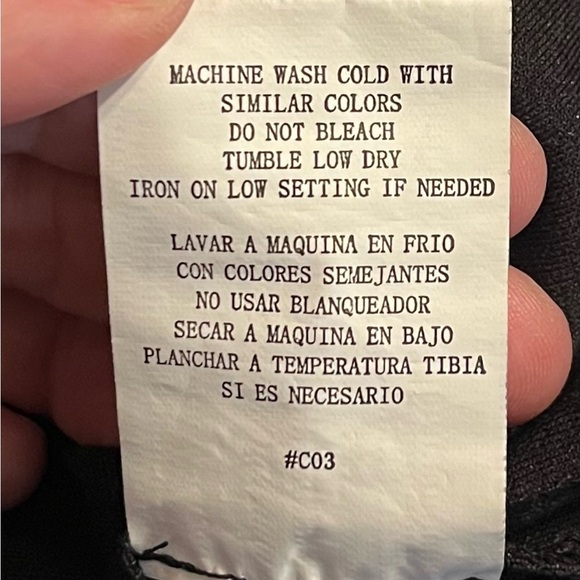 MACHINE WASH COLD WITH
SIMILAR COLORS
DO NOT BLEACH
TUMBLE LOW DRY
IRON ON LOW SETTING IF NEEDED
LAVAR A MAQUINA EN FRIO
CON COLORES SEMEJANTES
NO USAR BLANQUEADOR
SECAR A MAQUINA EN BAJO
PLANCHAR A TEMPERATURA TIBIA
SI ES NECESARIO
#C03